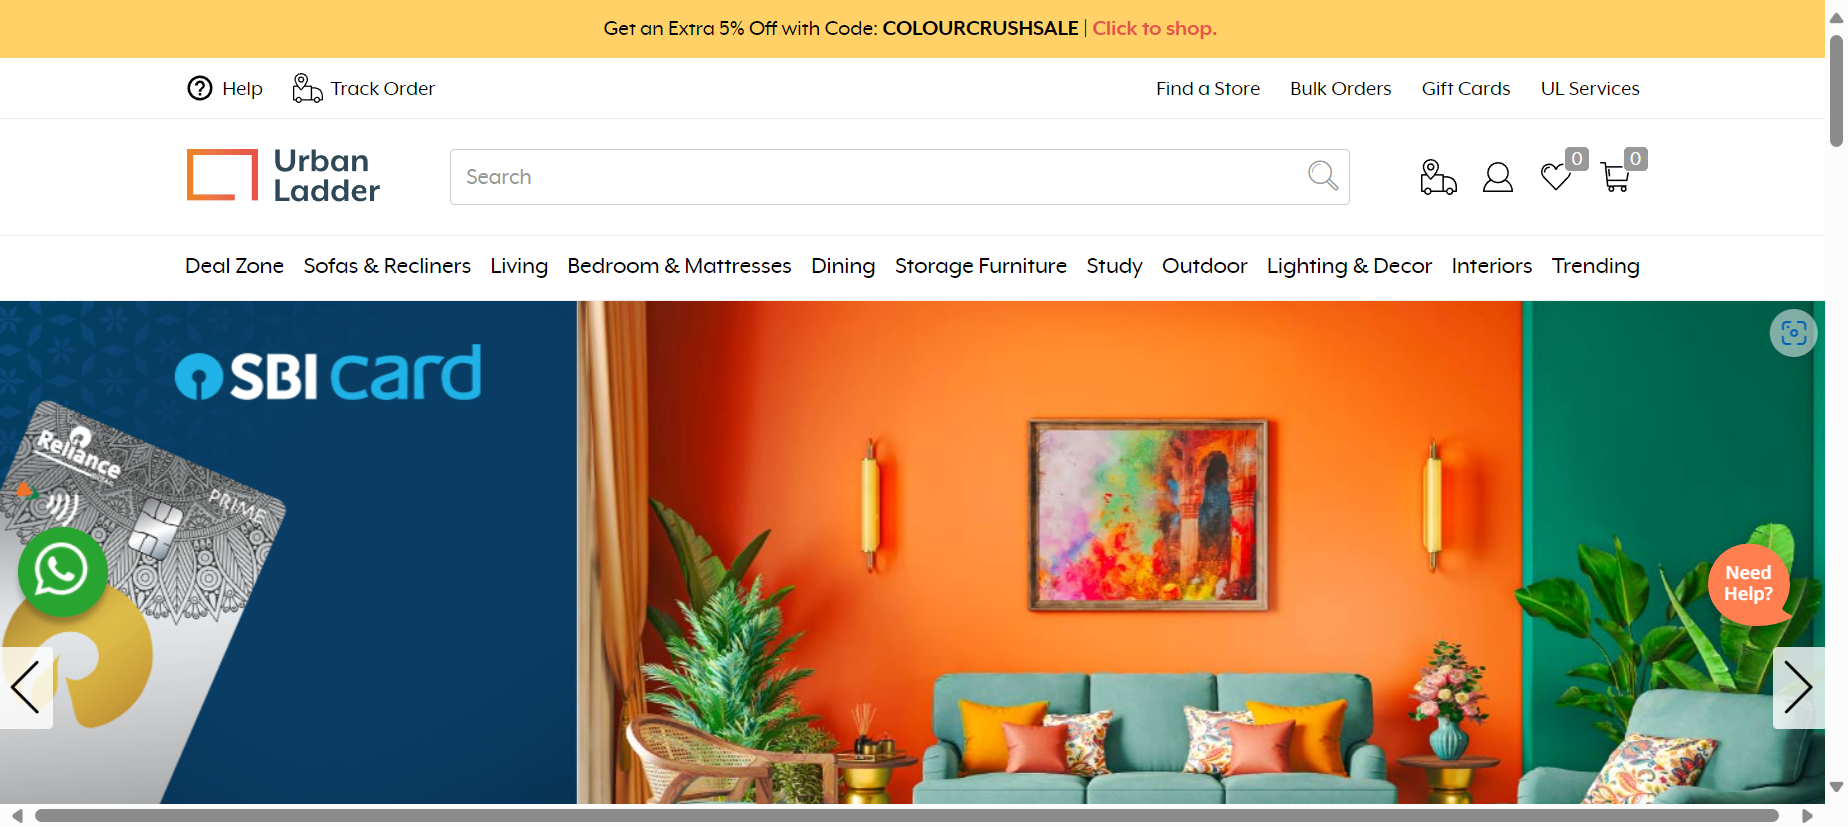 Get an Extra 5% Off with Code: COLOURCRUSHSALE | Click to shop.
Help Track Order Find a Store Bulk Orders Gift Cards UL Services
Urban
Ladder
Search
0 0
Deal Zone Sofas & Recliners Living Bedroom & Mattresses Dining Storage Furniture Study Outdoor Lighting & Decor Interiors Trending
SBI card
Reliance
PRIME
Need
Help?